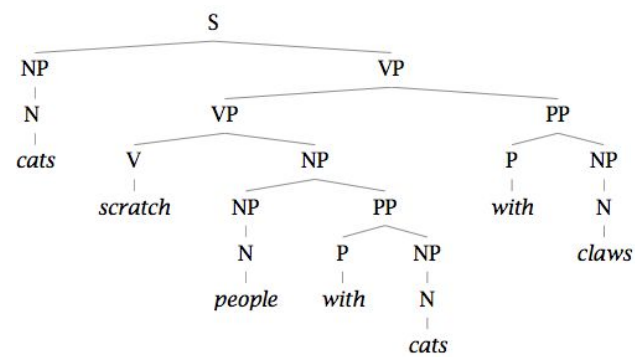 S
NP VP
N VP PP
cats V NP P NP
scratch NP PP with N
N P NP claws
people with N
cats